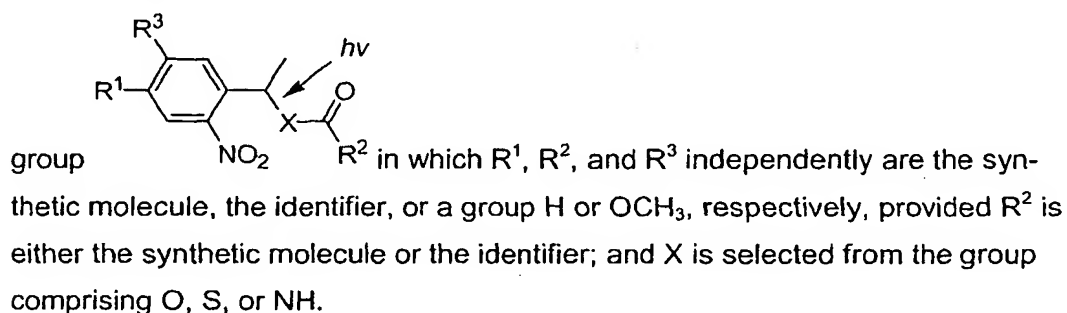 R³
hv
R¹
O
X
NO₂
R²
group in which R¹, R², and R³ independently are the syn-
thetic molecule, the identifier, or a group H or OCH₃, respectively, provided R² is
either the synthetic molecule or the identifier; and X is selected from the group
comprising O, S, or NH.